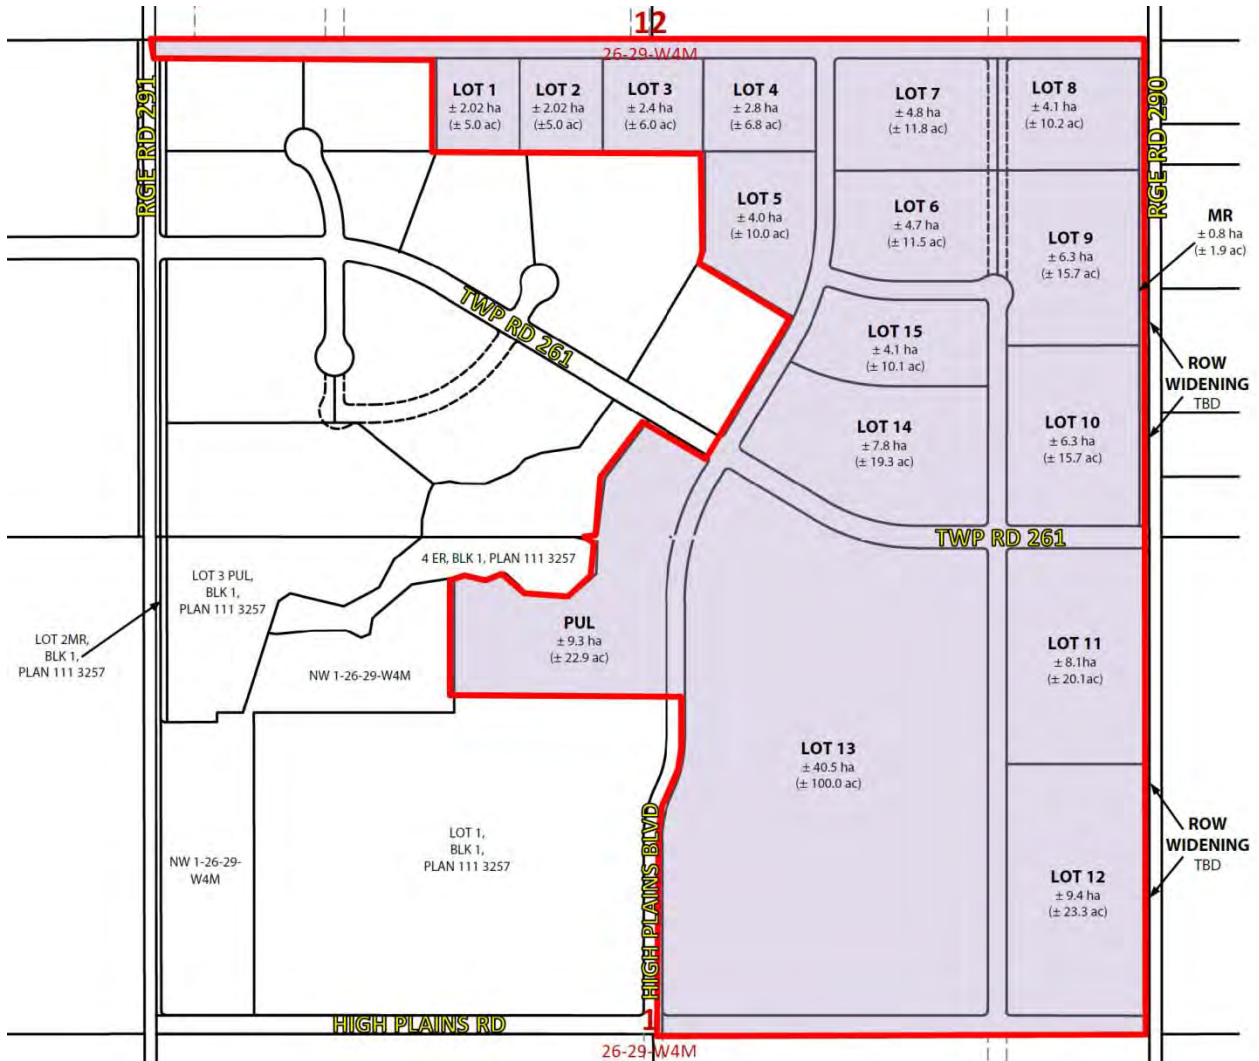 12
26-29-W4M
RGE RD 291
RGE RD 290
LOT 1
± 2.02 ha
(± 5.0 ac)
LOT 2
± 2.02 ha
(±5.0 ac)
LOT 3
± 2.4 ha
(± 6.0 ac)
LOT 4
± 2.8 ha
(± 6.8 ac)
LOT 7
± 4.8 ha
(± 11.8 ac)
LOT 8
± 4.1 ha
(± 10.2 ac)
LOT 5
± 4.0 ha
(± 10.0 ac)
LOT 6
± 4.7 ha
(± 11.5 ac)
LOT 9
± 6.3 ha
(± 15.7 ac)
MR
± 0.8 ha
(± 1.9 ac)
TWP RD 261
LOT 15
± 4.1 ha
(± 10.1 ac)
ROW
WIDENING
TBD
LOT 14
± 7.8 ha
(± 19.3 ac)
LOT 10
± 6.3 ha
(± 15.7 ac)
TWP RD 261
4 ER, BLK 1, PLAN 111 3257
LOT 3 PUL,
BLK 1,
PLAN 111 3257
LOT 2MR,
BLK 1,
PLAN 111 3257
NW 1-26-29-W4M
PUL
± 9.3 ha
(± 22.9 ac)
LOT 11
± 8.1ha
(± 20.1ac)
LOT 13
± 40.5 ha
(± 100.0 ac)
LOT 1,
BLK 1,
PLAN 111 3257
NW 1-26-29-
W4M
HIGH PLAINS BLVD
ROW
WIDENING
TBD
LOT 12
± 9.4 ha
(± 23.3 ac)
HIGH PLAINS RD
1
26-29-W4M